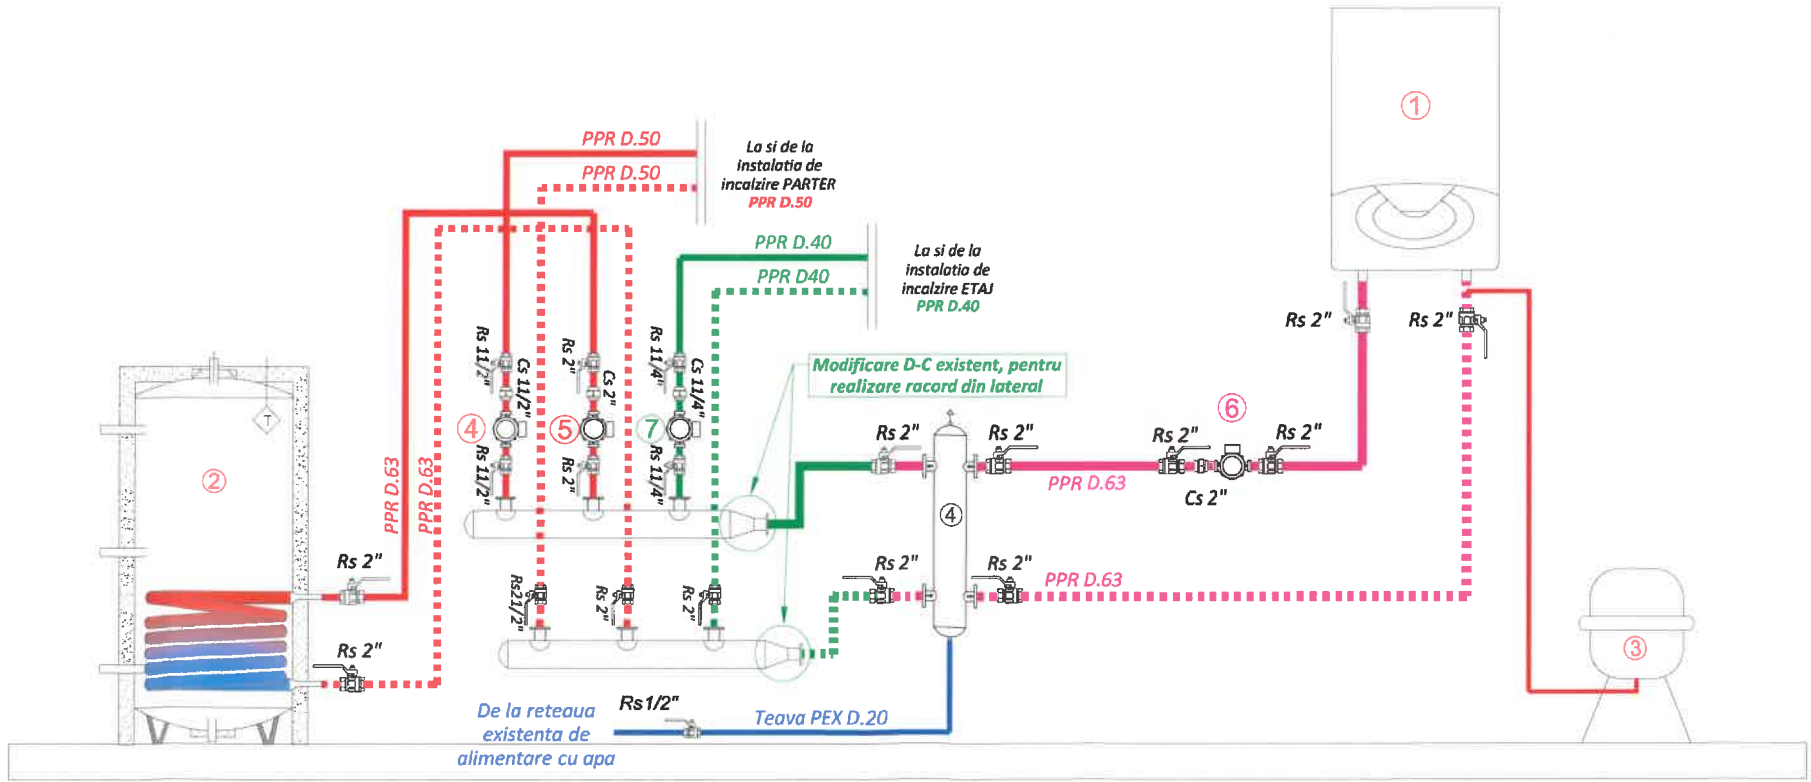 1
PPR D.50
PPR D.50
La si de la
instalatia de
incalzire PARTER
PPR D.50
PPR D.40
PPR D40
La si de la
instalatia de
incalzire ETAJ
PPR D.40
Rs 2"
Rs 2"
Rs 11/2"
Cs 11/2"
Rs 2"
Cs 2"
Rs 11/4"
Cs 11/4"
Modificare D-C existent, pentru
realizare racord din lateral
4
5
7
6
T
Rs 11/2"
Rs 2"
Rs 11/4"
Rs 2"
Rs 2"
Rs 2"
Rs 2"
PPR D.63
Cs 2"
2
PPR D.63
PPR D.63
4
Rs 2"
Rs21/2"
Rs 2"
Rs 2"
Rs 2"
Rs 2"
PPR D.63
3
Rs 2"
De la reteaua
existenta de
alimentare cu apa
Rs1/2"
Teava PEX D.20